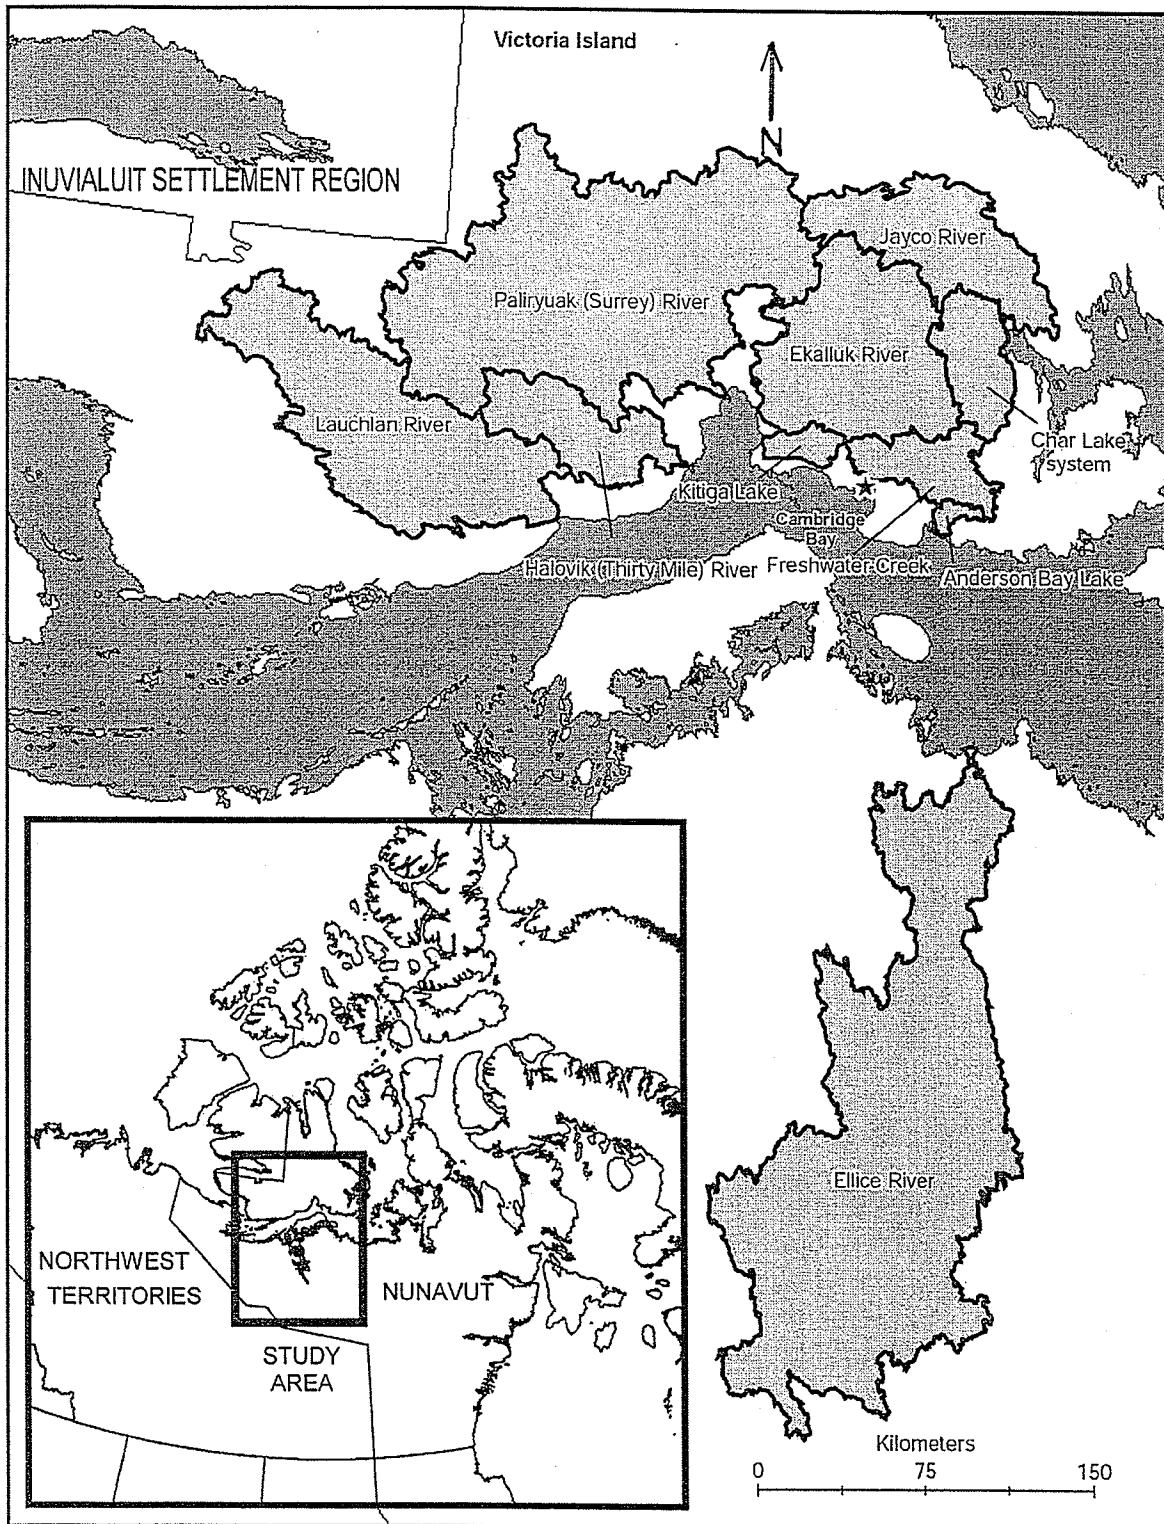 Victoria Island
N
INUVIALUIT SETTLEMENT REGION
Jayco River
Paliryuak (Surrey) River
Ekalluk River
Lauchlan River
Char Lake
system
Kitiga Lake
Cambridge
Bay
Halovik (Thirty Mile) River
Freshwater Creek
Anderson Bay Lake
Ellice River
NORTHWEST
TERRITORIES
NUNAVUT
STUDY
AREA
Kilometers
0 75 150